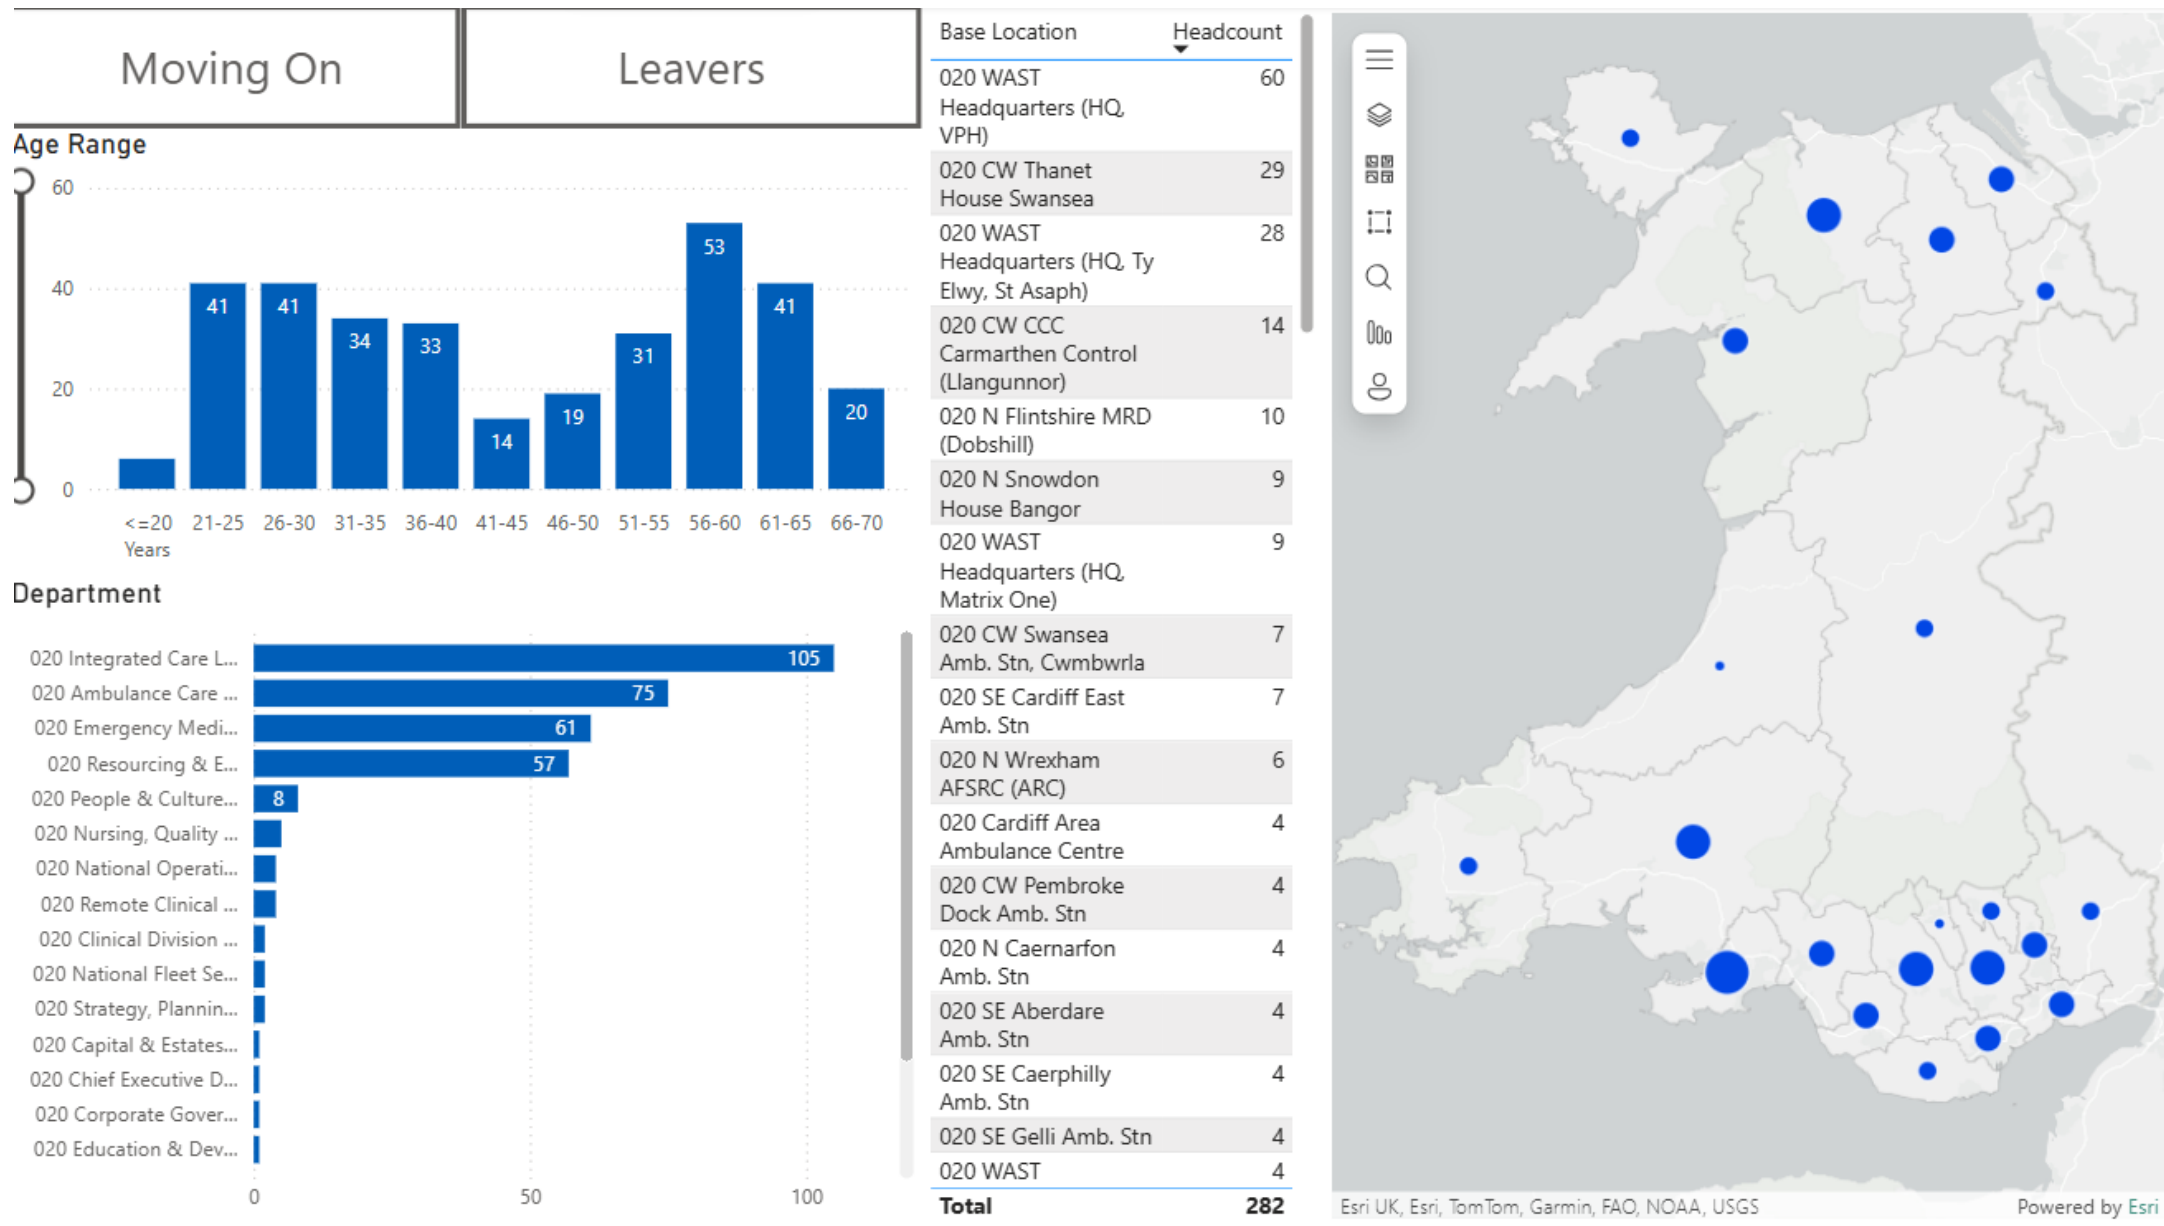 Moving On
Leavers
Age Range
60
40
20
0
41
41
34
33
14
19
31
53
41
20
<=20
Years
21-25
26-30
31-35
36-40
41-45
46-50
51-55
56-60
61-65
66-70
Department
020 Integrated Care L...
105
020 Ambulance Care ...
75
020 Emergency Medi...
61
020 Resourcing & E...
57
020 People & Culture...
8
020 Nursing, Quality ...
020 National Operati...
020 Remote Clinical ...
020 Clinical Division ...
020 National Fleet Se...
020 Strategy, Plannin...
020 Capital & Estates...
020 Chief Executive D...
020 Corporate Gover...
020 Education & Dev...
0
50
100
Base Location Headcount
020 WAST 60
Headquarters (HQ,
VPH)
020 CW Thanet 29
House Swansea
020 WAST 28
Headquarters (HQ, Ty
Elwy, St Asaph)
020 CW CCC 14
Carmarthen Control
(Llangunnor)
020 N Flintshire MRD 10
(Dobshill)
020 N Snowdon 9
House Bangor
020 WAST 9
Headquarters (HQ,
Matrix One)
020 CW Swansea 7
Amb. Stn, Cwmbwrla
020 SE Cardiff East 7
Amb. Stn
020 N Wrexham 6
AFSRC (ARC)
020 Cardiff Area 4
Ambulance Centre
020 CW Pembroke 4
Dock Amb. Stn
020 N Caernarfon 4
Amb. Stn
020 SE Aberdare 4
Amb. Stn
020 SE Caerphilly 4
Amb. Stn
020 SE Gelli Amb. Stn 4
020 WAST 4
Total 282
Esri UK, Esri, TomTom, Garmin, FAO, NOAA, USGS
Powered by Esri